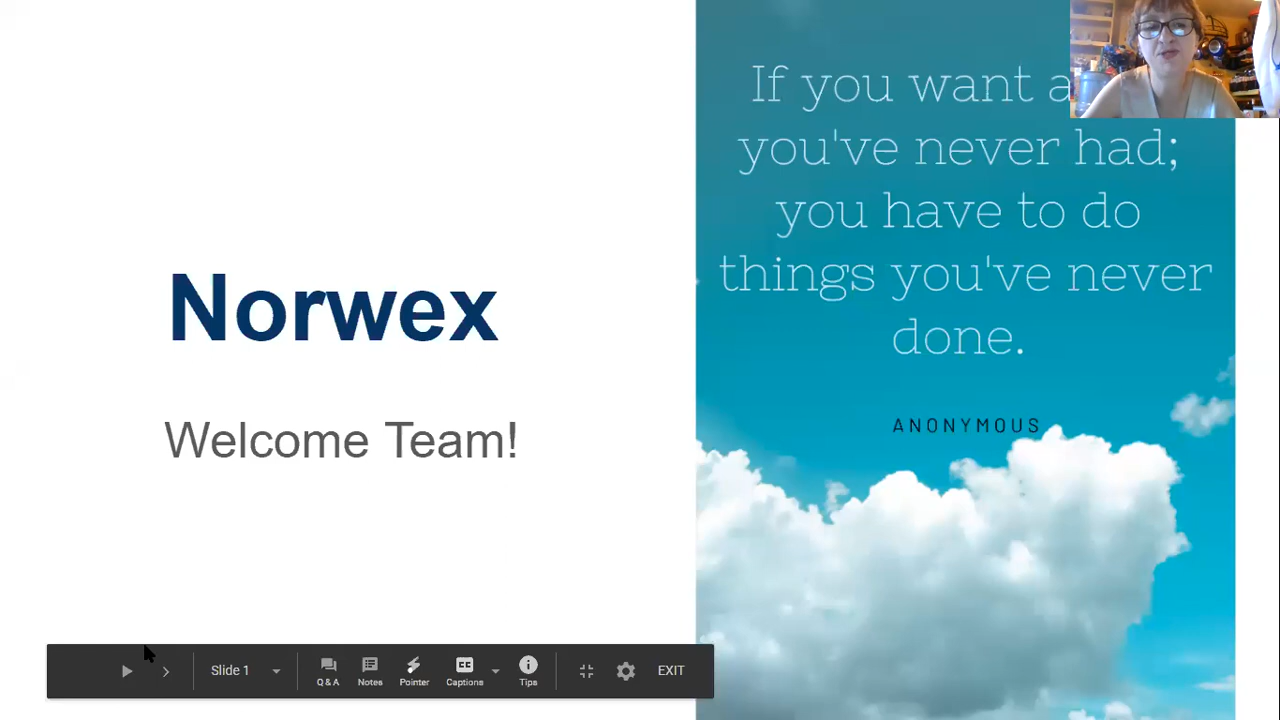 Norwex
Welcome Team!
If you want a
you've never had;
you have to do
things you've never
done.
ANONYMOUS
Slide 1
Q & A
Notes
Pointer
Captions
Tips
EXIT